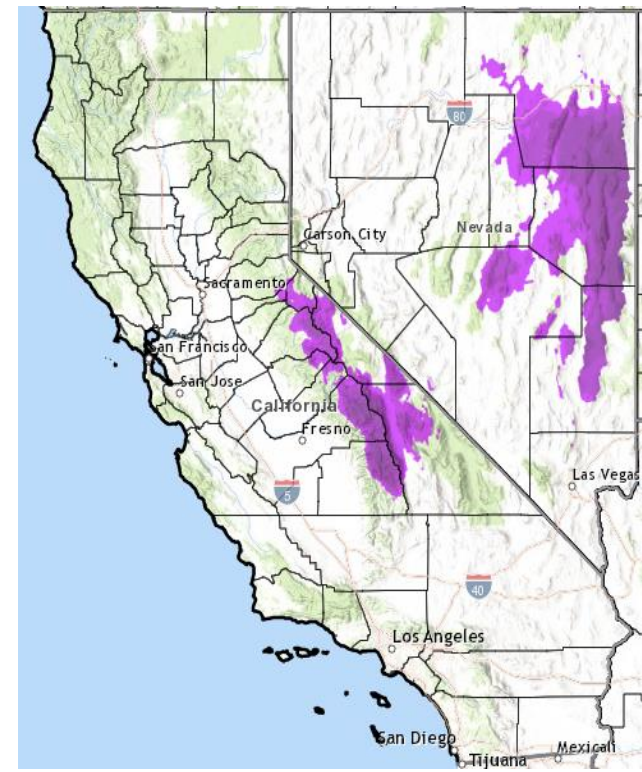 80
Nevada
Carson City
Sacramento
San Francisco
San Jose
California
Fresno
5
Las Vegas
40
Los Angeles
San Diego
Tijuana
Mexicali